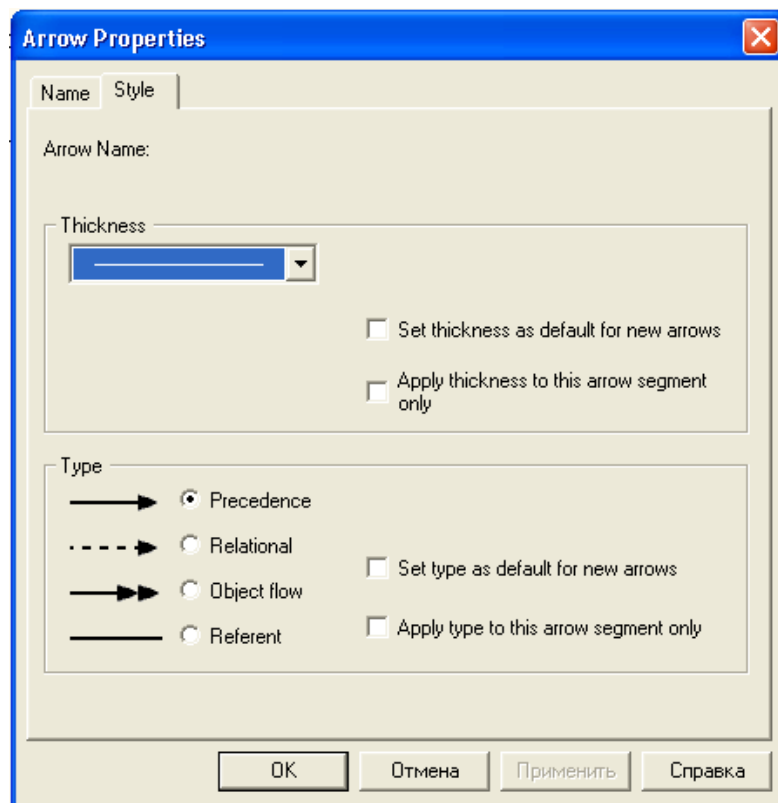 Arrow Properties
Name Style
Arrow Name:
Thickness
Set thickness as default for new arrows
Apply thickness to this arrow segment
only
Type
Precedence
Relational
Object flow
Referent
Set type as default for new arrows
Apply type to this arrow segment only
OK Отмена Применить Справка